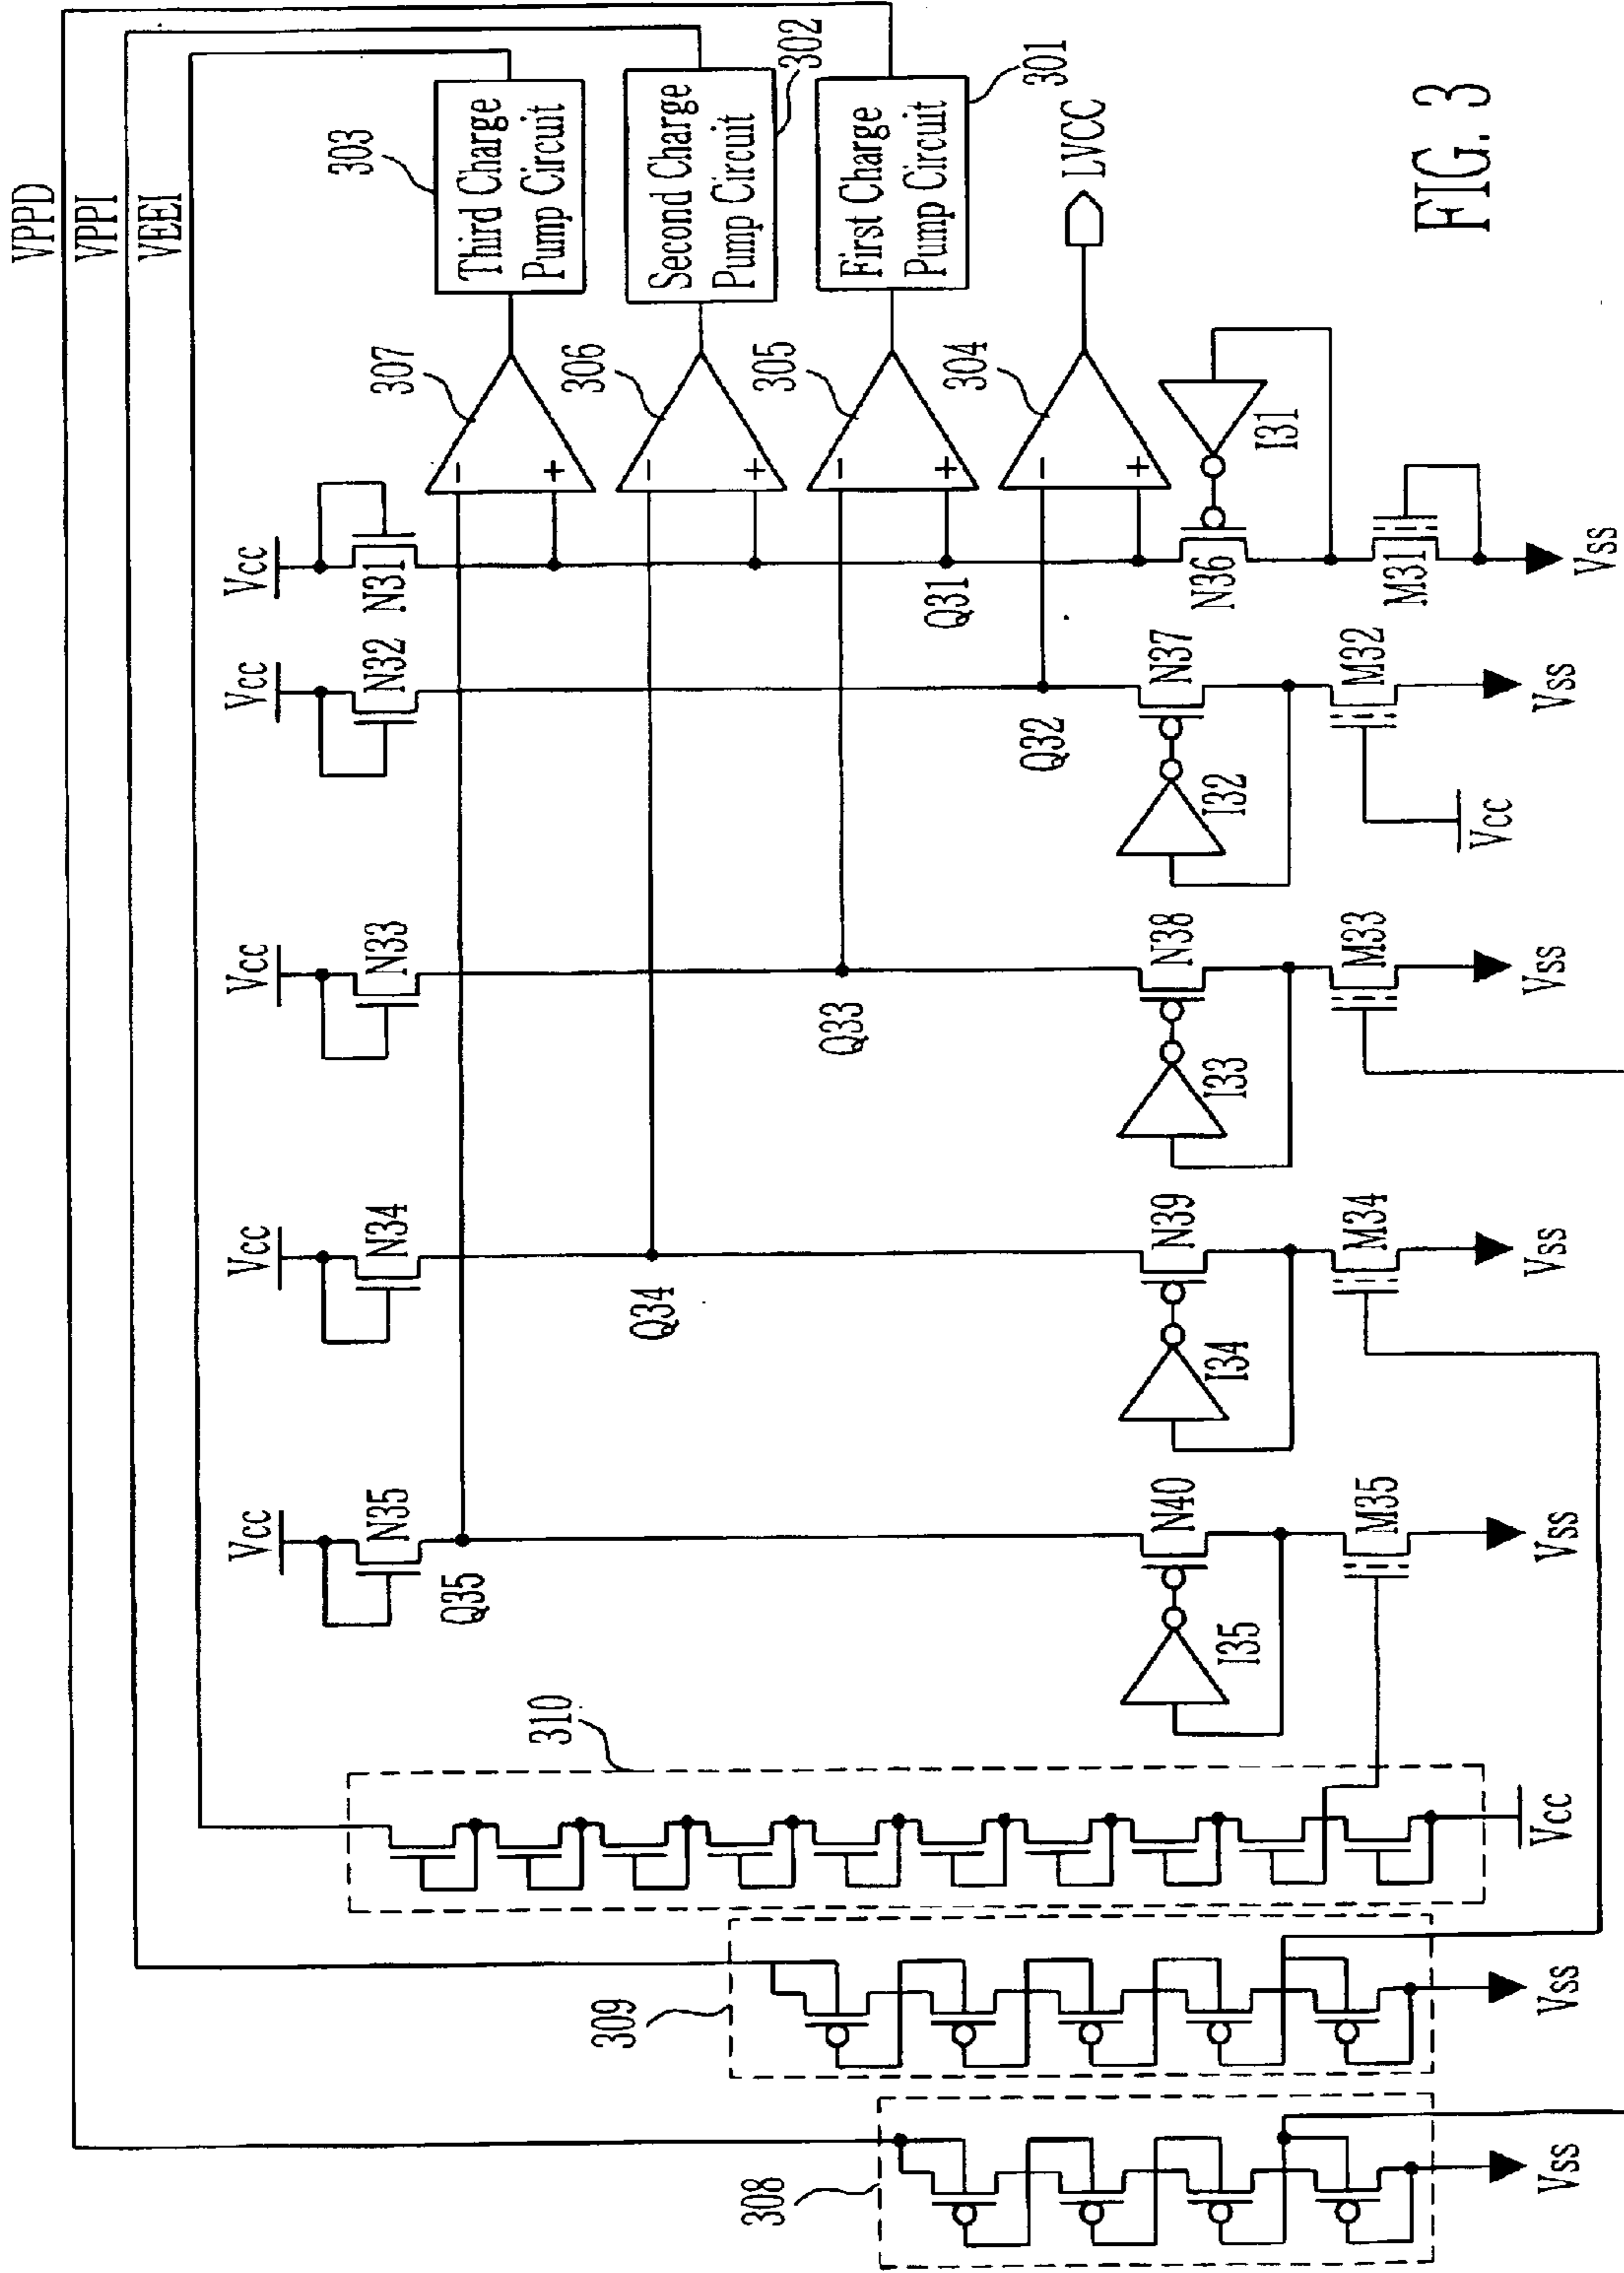 VPPD
VPPI
VEEI
303
Third Charge
Pump Circuit
Second Charge
Pump Circuit
302
First Charge
Pump Circuit
301
LVCC
FIG. 3
307
306
305
304
−
+
−
+
−
+
−
+
I31
Vcc
N31
Q31
N36
M31
Vss
Vcc
N32
Q32
N37
I32
M32
Vss
Vcc
Vcc
N33
Q33
N38
I33
M33
Vss
Vcc
N34
Q34
N39
I34
M34
Vss
Vcc
N35
Q35
N40
I35
M35
Vss
310
Vcc
309
Vss
308
Vss